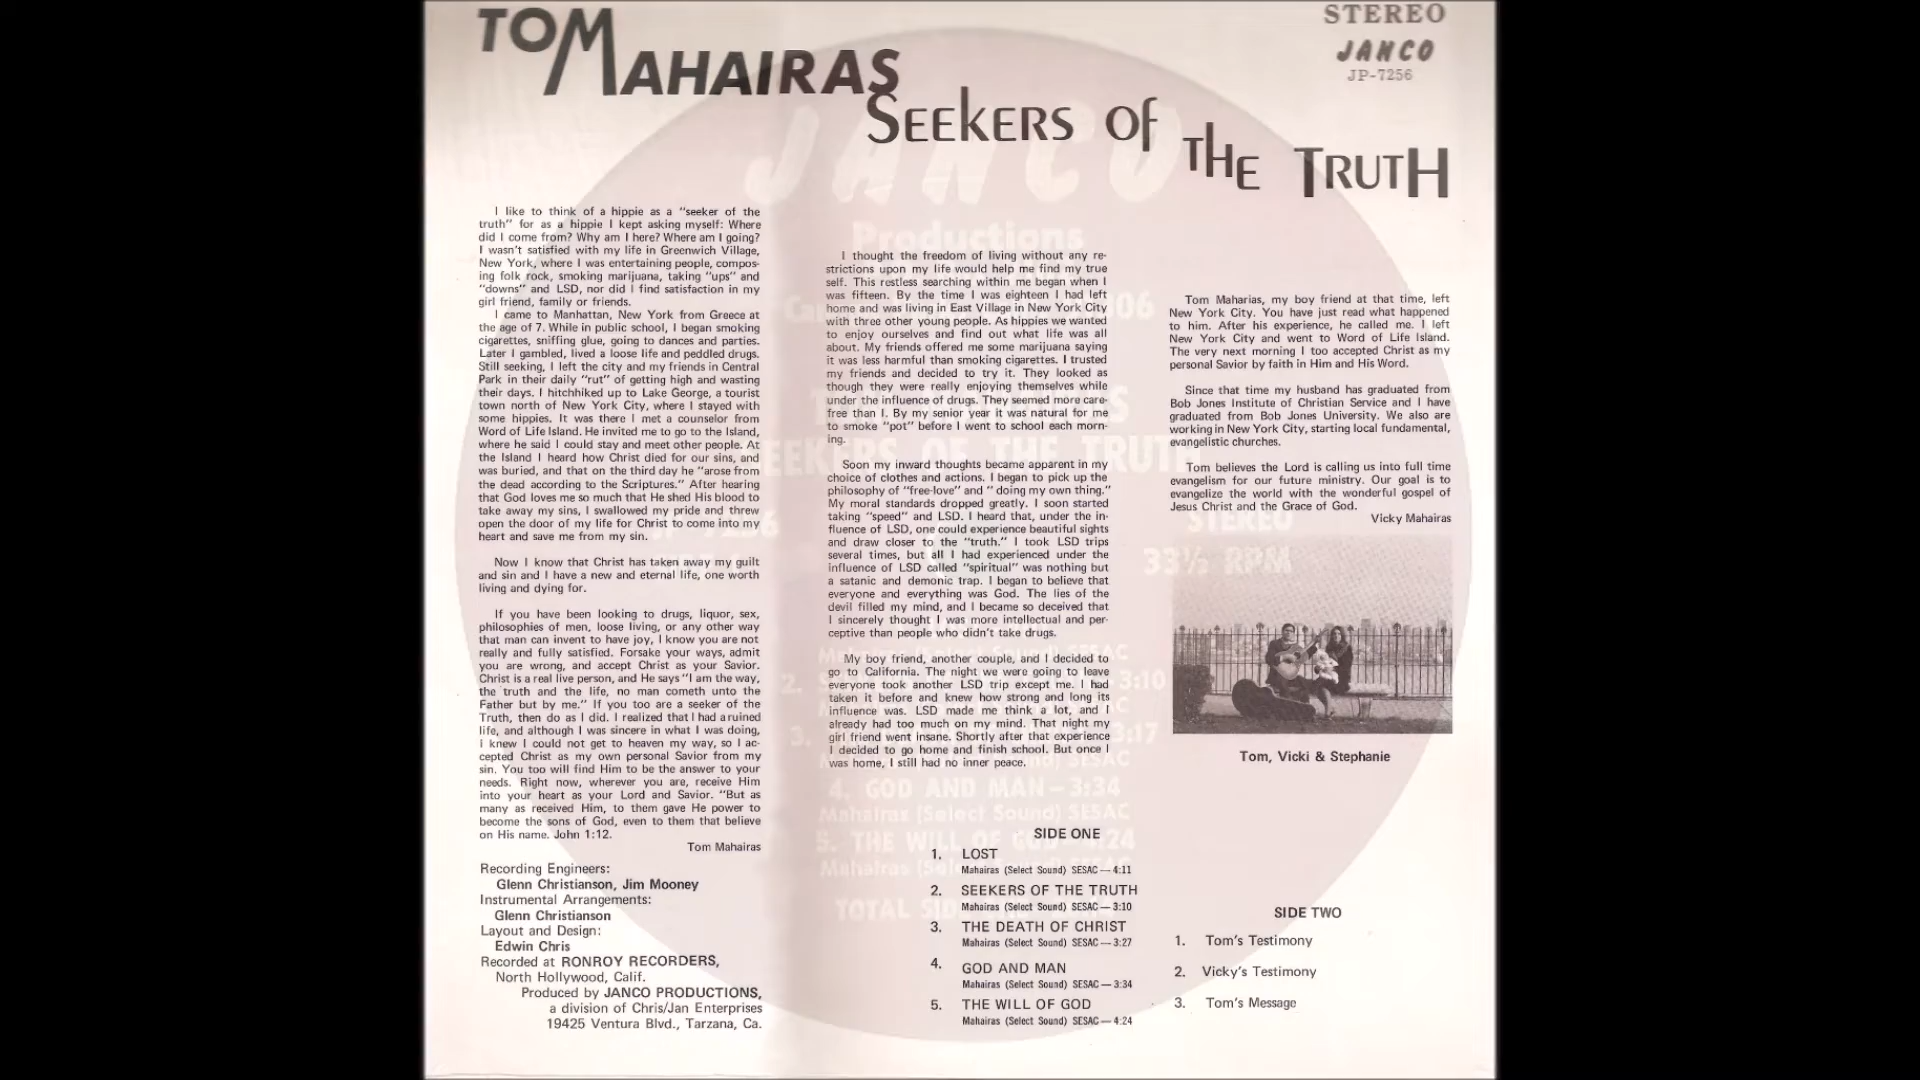 TOM MAHAIRAS
STEREO
JANCO
JP-7256
SEEKERS OF THE TRUTH
I like to think of a hippie as a "seeker of the
truth" for as a hippie I kept asking myself: Where
did I come from? Why am I here? Where am I going?
I wasn't satisfied with my life in Greenwich Village,
New York, where I was entertaining people, compos-
ing folk rock, smoking marijuana, taking "ups" and
"downs" and LSD, nor did I find satisfaction in my
girl friend, family or friends.
I came to Manhattan, New York from Greece at
the age of 7. While in public school, I began smoking
cigarettes, sniffing glue, going to dances and parties.
Later I gambled, lived a loose life and peddled drugs.
Still seeking, I left the city and my friends in Central
Park in their daily "rut" of getting high and wasting
their days. I hitchhiked up to Lake George, a tourist
town north of New York City, where I stayed with
some hippies. It was there I met a counselor from
Word of Life Island. He invited me to go to the Island,
where he said I could stay and meet other people. At
the Island I heard how Christ died for our sins, and
was buried, and that on the third day he "arose from
the dead according to the Scriptures." After hearing
that God loves me so much that He shed His blood to
take away my sins, I swallowed my pride and threw
open the door of my life for Christ to come into my
heart and save me from my sin.
Now I know that Christ has taken away my guilt
and sin and I have a new and eternal life, one worth
living and dying for.
If you have been looking to drugs, liquor, sex,
philosophies of men, loose living, or any other way
that man can invent to have joy, I know you are not
really and fully satisfied. Forsake your ways, admit
you are wrong, and accept Christ as your Savior.
Christ is a real live person, and He says "I am the way,
the truth and the life, no man cometh unto the
Father but by me." If you too are a seeker of the
Truth, then do as I did. I realized that I had a ruined
life, and although I was sincere in what I was doing,
I knew I could not get to heaven my way, so I ac-
cepted Christ as my own personal Savior from my
sin. You too will find Him to be the answer to your
needs. Right now, wherever you are, receive Him
into your heart as your Lord and Savior. "But as
many as received Him, to them gave He power to
become the sons of God, even to them that believe
on His name. John 1:12.
Tom Mahairas
Recording Engineers:
Glenn Christianson, Jim Mooney
Instrumental Arrangements:
Glenn Christianson
Layout and Design:
Edwin Chris
Recorded at RONROY RECORDERS,
North Hollywood, Calif.
Produced by JANCO PRODUCTIONS,
a division of Chris/Jan Enterprises
19425 Ventura Blvd., Tarzana, Ca.
I thought the freedom of living without any re-
strictions upon my life would help me find my true
self. This restless searching within me began when I
was fifteen. By the time I was eighteen I had left
home and was living in East Village in New York City
with three other young people. As hippies we wanted
to enjoy ourselves and find out what life was all
about. My friends offered me some marijuana saying
it was less harmful than smoking cigarettes. I trusted
my friends and decided to try it. They looked as
though they were really enjoying themselves while
under the influence of drugs. They seemed more care-
free than I. By my senior year it was natural for me
to smoke "pot" before I went to school each morn-
ing.
Soon my inward thoughts became apparent in my
choice of clothes and actions. I began to pick up the
philosophy of "free-love" and " doing my own thing."
My moral standards dropped greatly. I soon started
taking "speed" and LSD. I heard that, under the in-
fluence of LSD, one could experience beautiful sights
and draw closer to the "truth." I took LSD trips
several times, but all I had experienced under the
influence of LSD called "spiritual" was nothing but
a satanic and demonic trap. I began to believe that
everyone and everything was God. The lies of the
devil filled my mind, and I became so deceived that
I sincerely thought I was more intellectual and per-
ceptive than people who didn't take drugs.
My boy friend, another couple, and I decided to
go to California. The night we were going to leave
everyone took another LSD trip except me. I had
taken it before and knew how strong and long its
influence was. LSD made me think a lot, and I
already had too much on my mind. That night my
girl friend went insane. Shortly after that experience
I decided to go home and finish school. But once I
was home, I still had no inner peace.
Tom Maharias, my boy friend at that time, left
New York City. You have just read what happened
to him. After his experience, he called me. I left
New York City and went to Word of Life Island.
The very next morning I too accepted Christ as my
personal Savior by faith in Him and His Word.
Since that time my husband has graduated from
Bob Jones Institute of Christian Service and I have
graduated from Bob Jones University. We also are
working in New York City, starting local fundamental,
evangelistic churches.
Tom believes the Lord is calling us into full time
evangelism for our future ministry. Our goal is to
evangelize the world with the wonderful gospel of
Jesus Christ and the Grace of God.
Vicky Mahairas
Tom, Vicki & Stephanie
SIDE ONE
1. LOST
Mahairas (Select Sound) SESAC — 4:11
2. SEEKERS OF THE TRUTH
Mahairas (Select Sound) SESAC — 3:10
3. THE DEATH OF CHRIST
Mahairas (Select Sound) SESAC — 3:27
4. GOD AND MAN
Mahairas (Select Sound) SESAC — 3:34
5. THE WILL OF GOD
Mahairas (Select Sound) SESAC — 4:24
SIDE TWO
1. Tom's Testimony
2. Vicky's Testimony
3. Tom's Message
JANCO
Productions
SEEKERS OF THE TRUTH
STEREO
33⅓ RPM
4. GOD AND MAN—3:34
Mahairas (Select Sound) SESAC
5. THE WILL OF GOD—4:24
Mahairas (Select Sound) SESAC